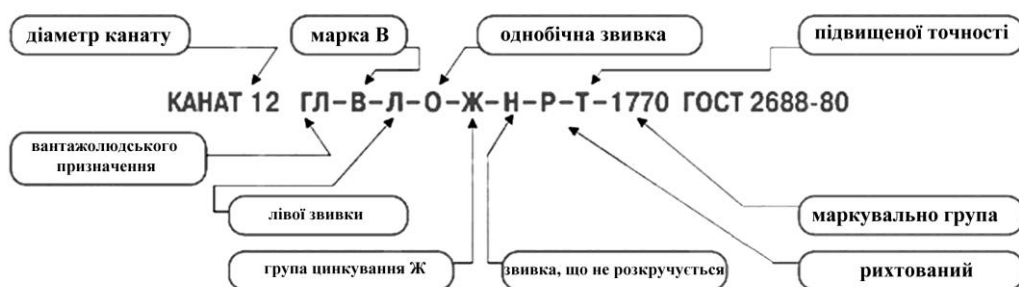 діаметр канату
марка В
однобічна звивка
підвищеної точності
КАНАТ 12 ГЛ-В-Л-О-Ж-Н-Р-Т-1770 ГОСТ 2688-80
вантажолюдського
призначення
лівої звивки
маркувально група
група цинкування Ж
звивка, що не розкручується
рихтований